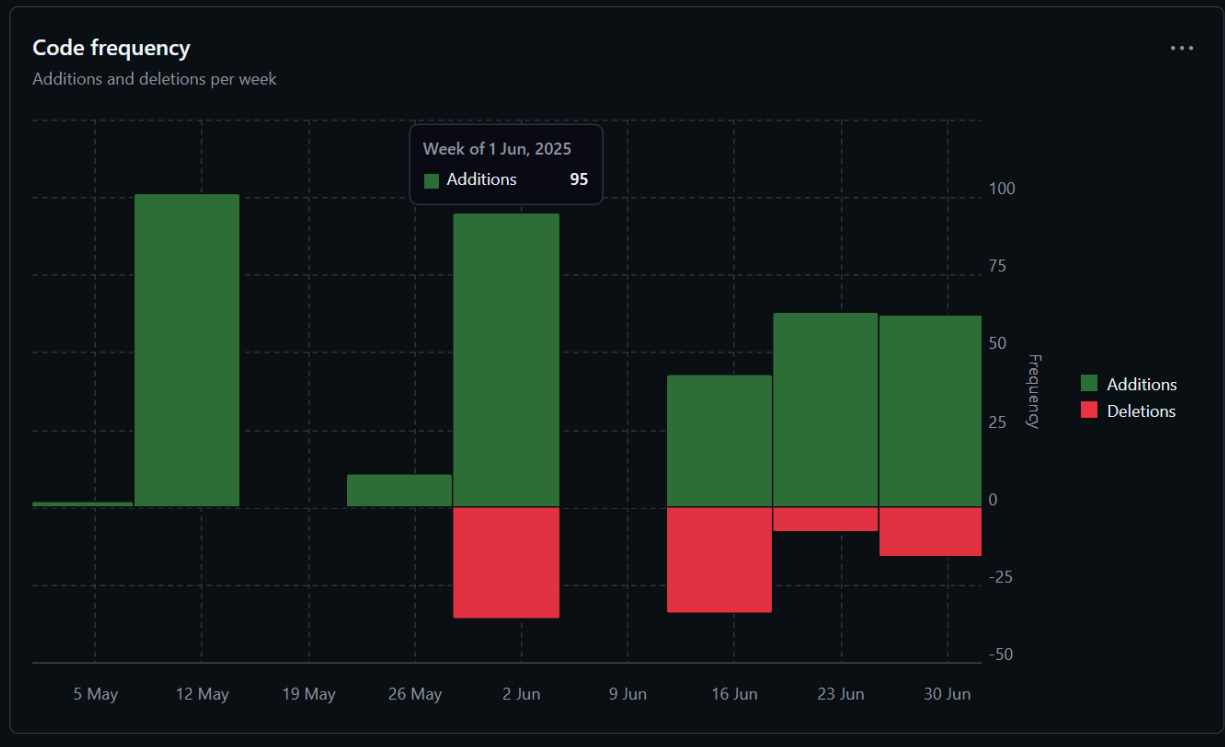 Code frequency
Additions and deletions per week
Week of 1 Jun, 2025
Additions 95
100
75
50
25
0
-25
-50
Frequency
Additions
Deletions
5 May 12 May 19 May 26 May 2 Jun 9 Jun 16 Jun 23 Jun 30 Jun